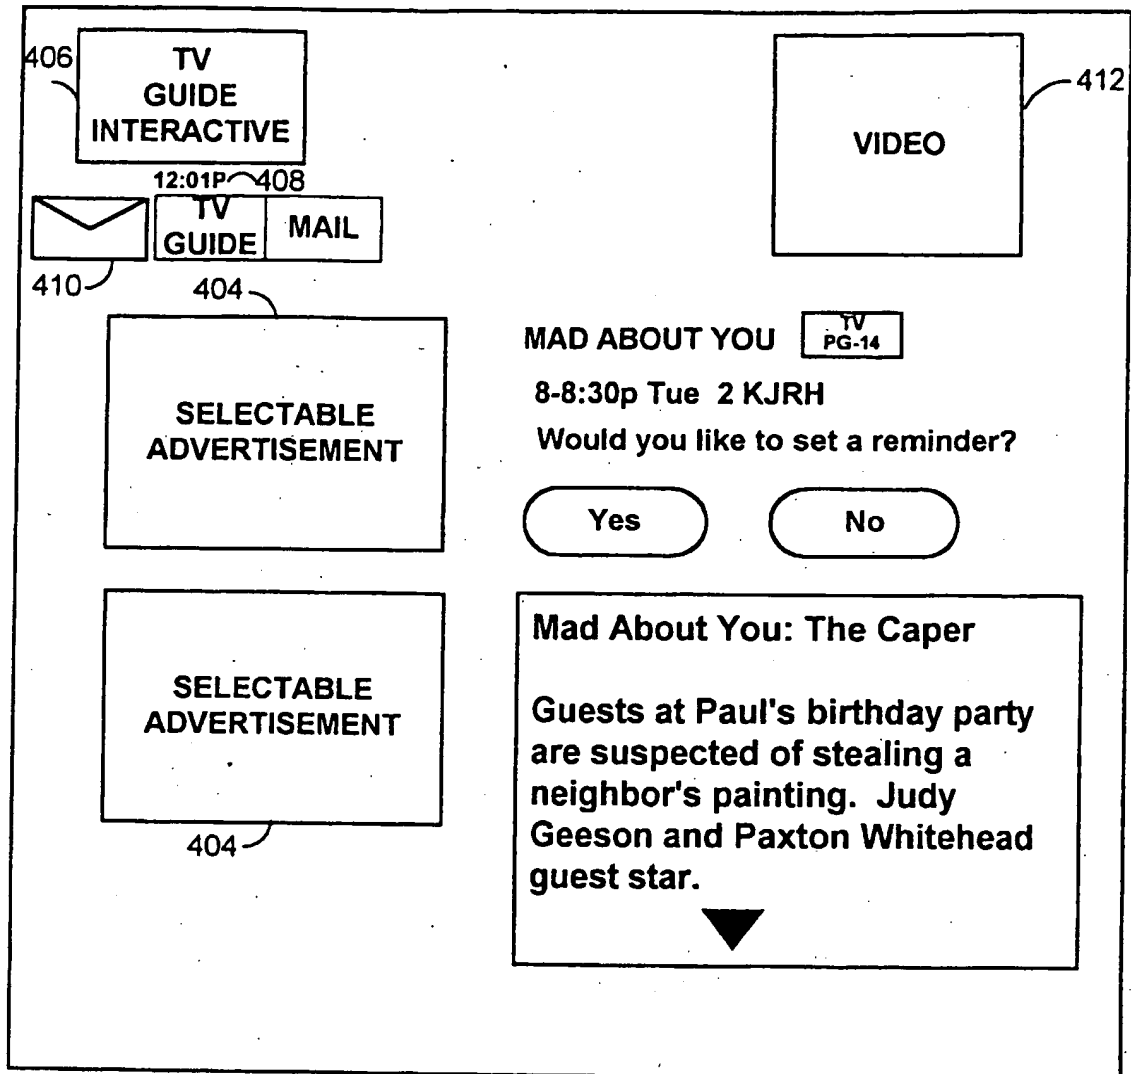 406
TV
GUIDE
INTERACTIVE
12:01P 408
TV
GUIDE
MAIL
410
VIDEO
412
404
SELECTABLE
ADVERTISEMENT
SELECTABLE
ADVERTISEMENT
404
MAD ABOUT YOU
TV
PG-14
8-8:30p Tue 2 KJRH
Would you like to set a reminder?
Yes
No
Mad About You: The Caper
Guests at Paul's birthday party
are suspected of stealing a
neighbor's painting. Judy
Geeson and Paxton Whitehead
guest star.